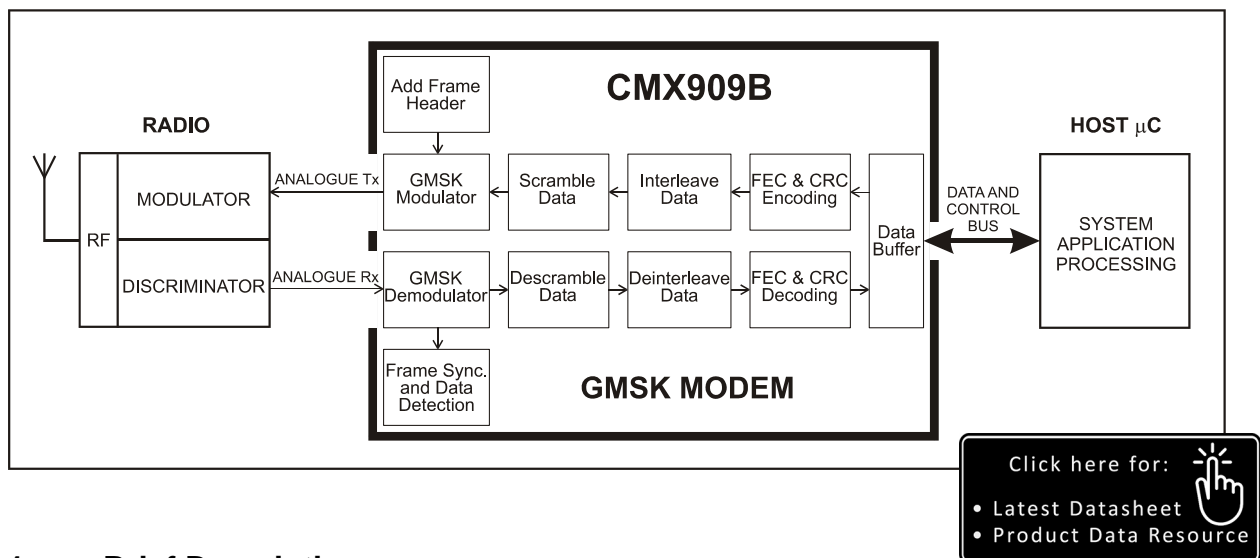 CMX909B
Add Frame
Header
RADIO
HOST µC
RF
MODULATOR
DISCRIMINATOR
ANALOGUE Tx
ANALOGUE Rx
GMSK
Modulator
Scramble
Data
Interleave
Data
FEC & CRC
Encoding
Data
Buffer
DATA AND
CONTROL
BUS
SYSTEM
APPLICATION
PROCESSING
GMSK
Demodulator
Descramble
Data
Deinterleave
Data
FEC & CRC
Decoding
Frame Sync.
and Data
Detection
GMSK MODEM
Click here for:
• Latest Datasheet
• Product Data Resource